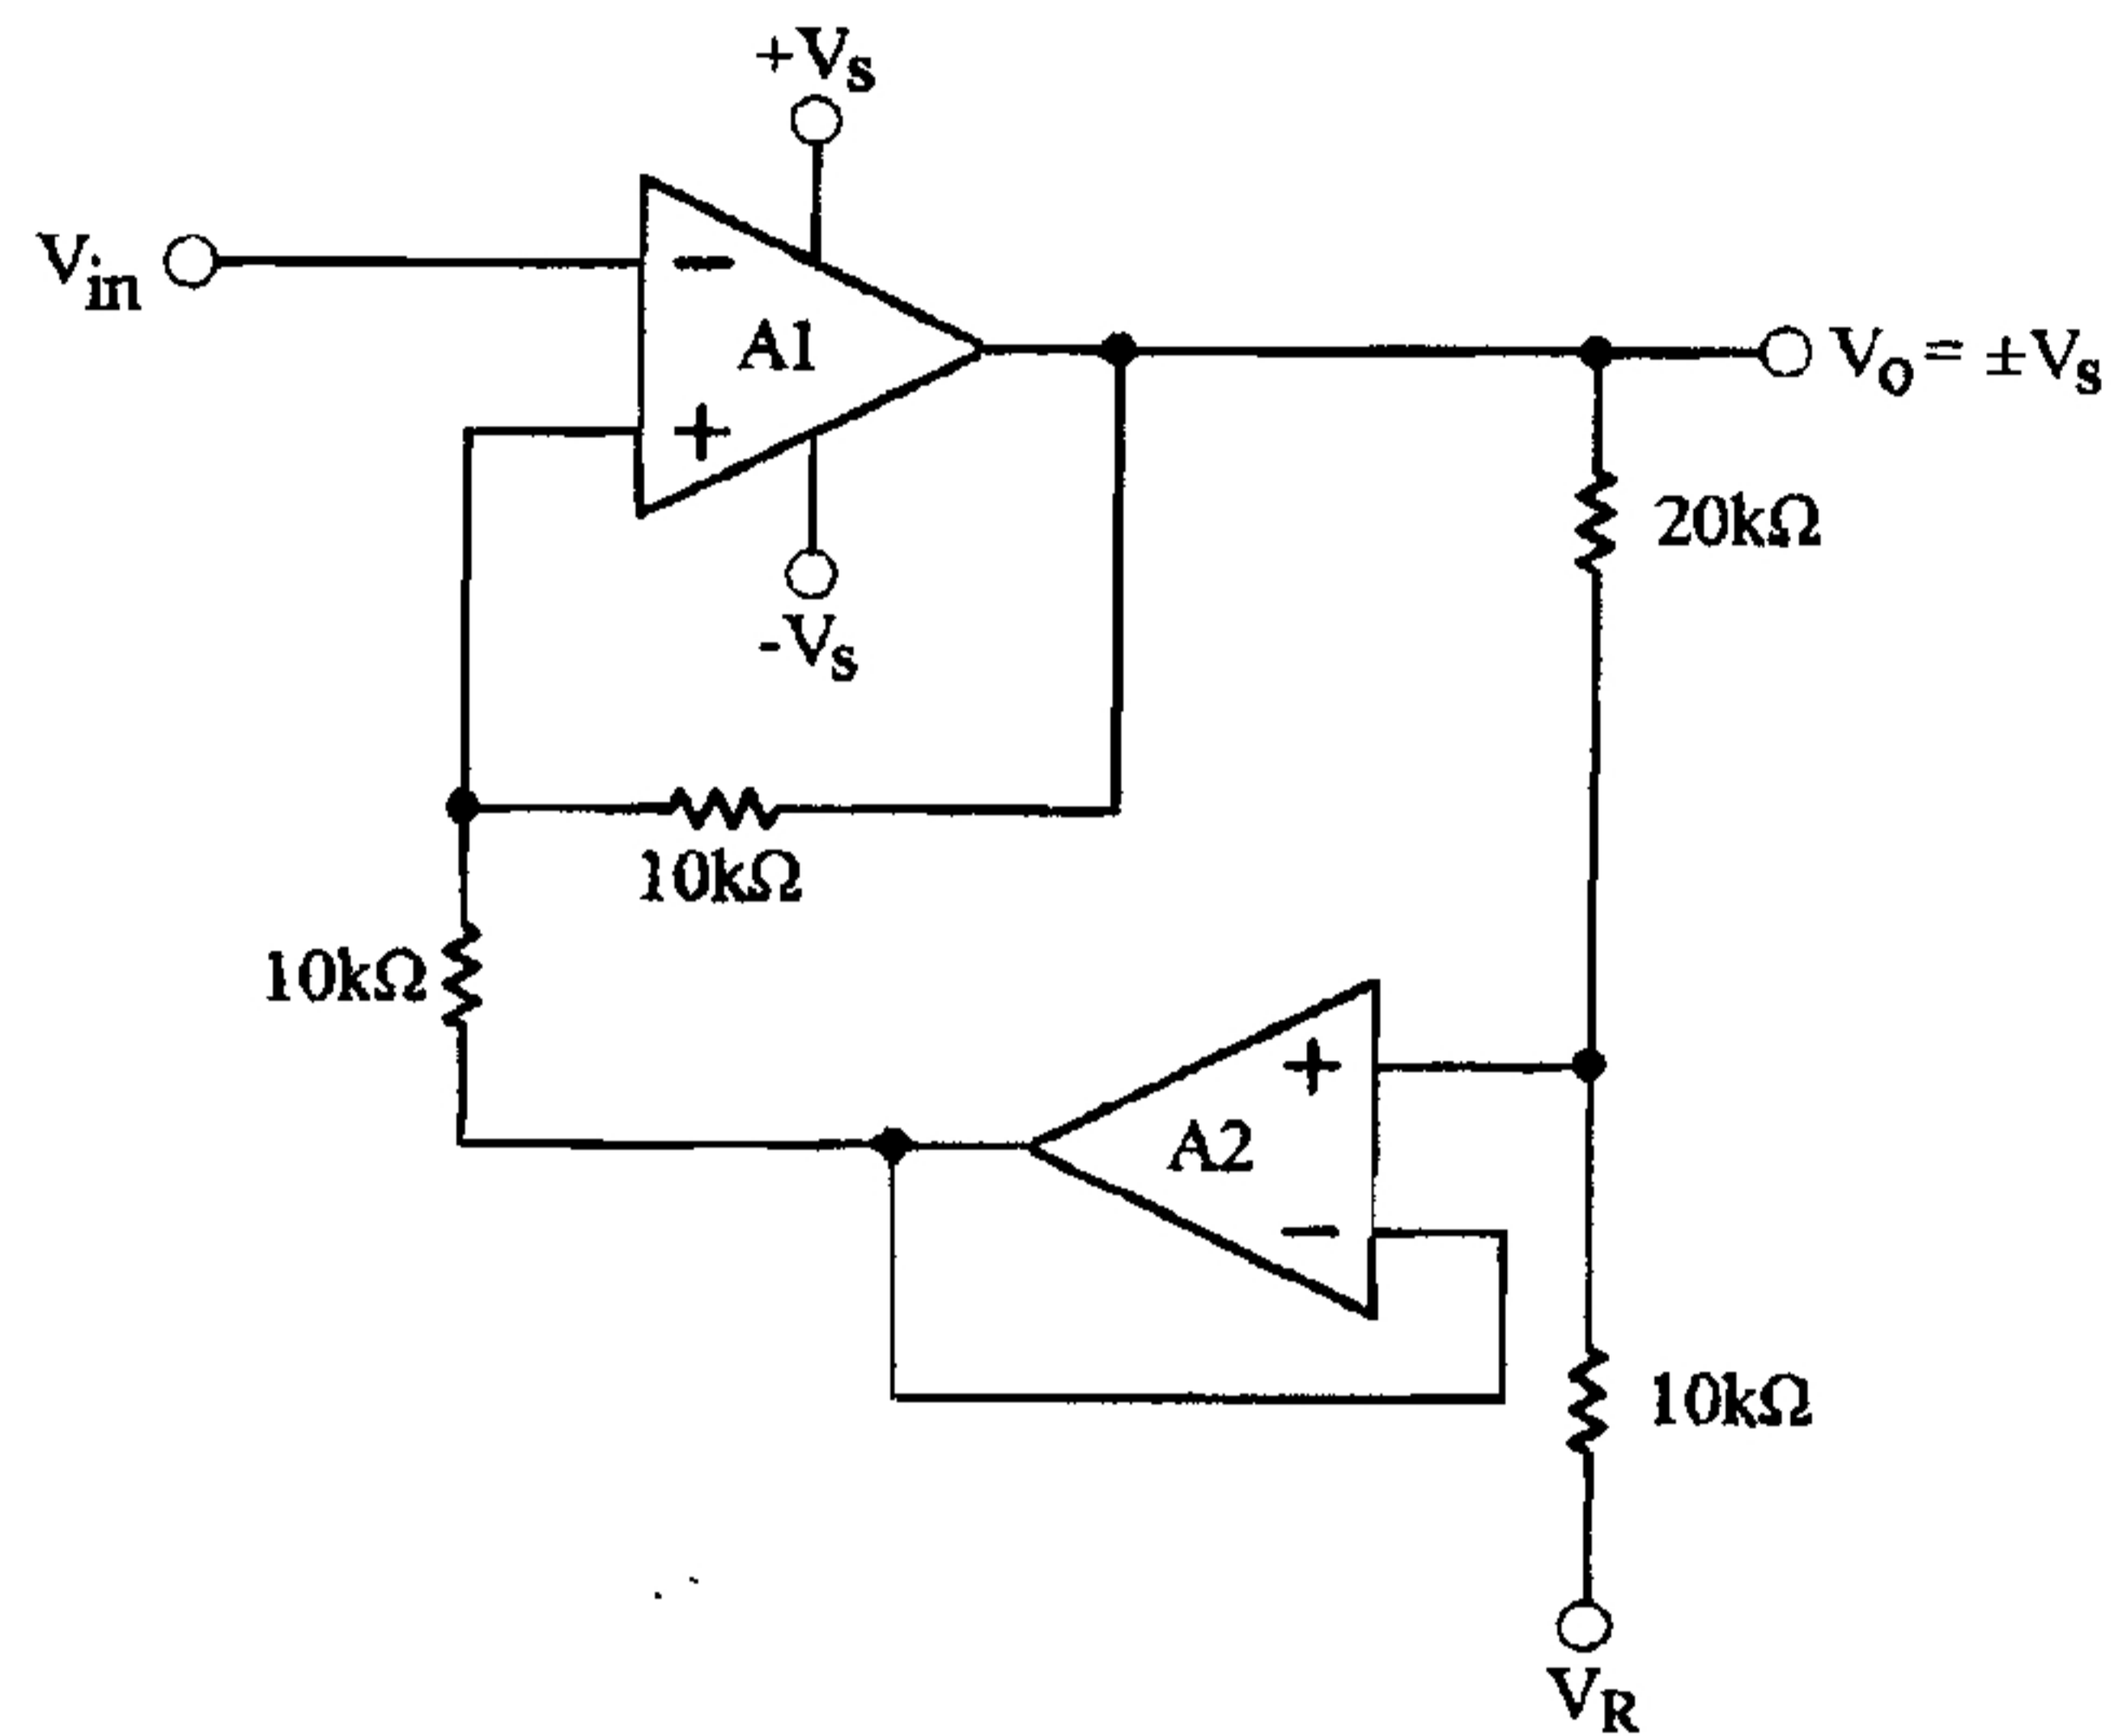 +Vs
Vin
−
A1
+
Vo = ±Vs
-Vs
20kΩ
10kΩ
10kΩ
+
A2
−
10kΩ
VR